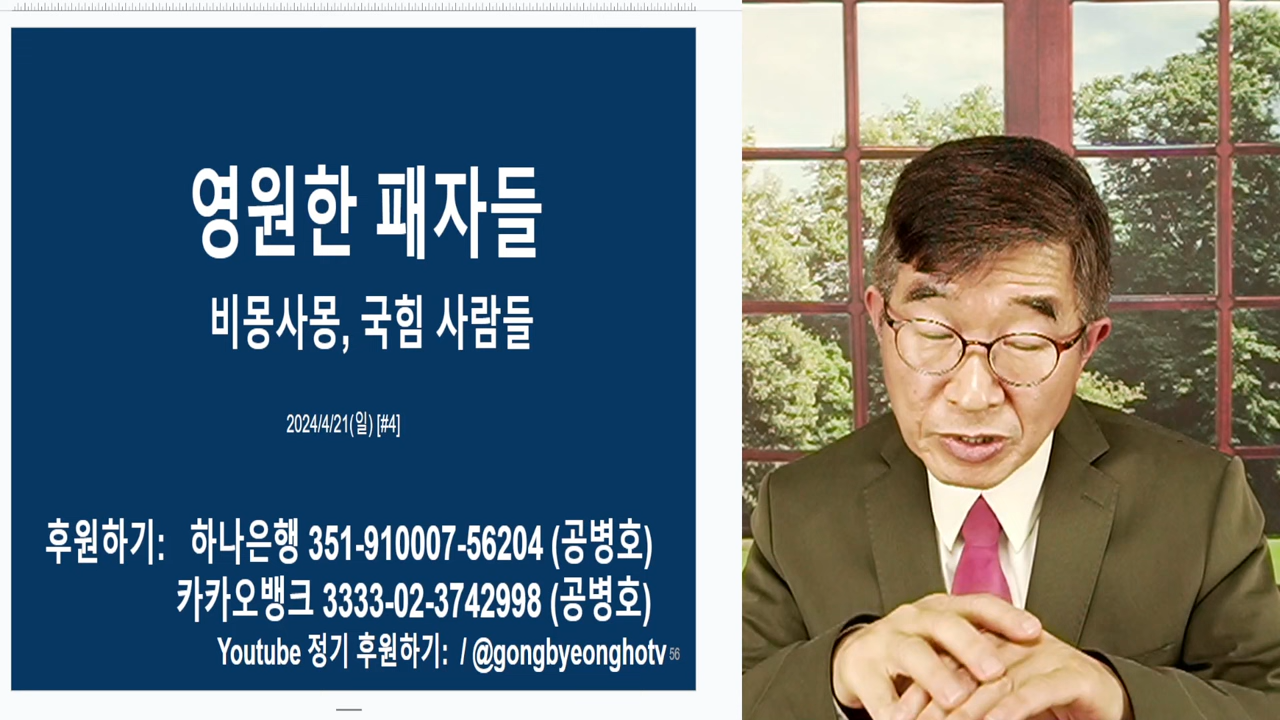 영원한 패자들
비몽사몽, 국힘 사람들
2024/4/21(일) [#4]
후원하기: 하나은행 351-910007-56204 (공병호)
카카오뱅크 3333-02-3742998 (공병호)
Youtube 정기 후원하기: / @gongbyeonghotv
56